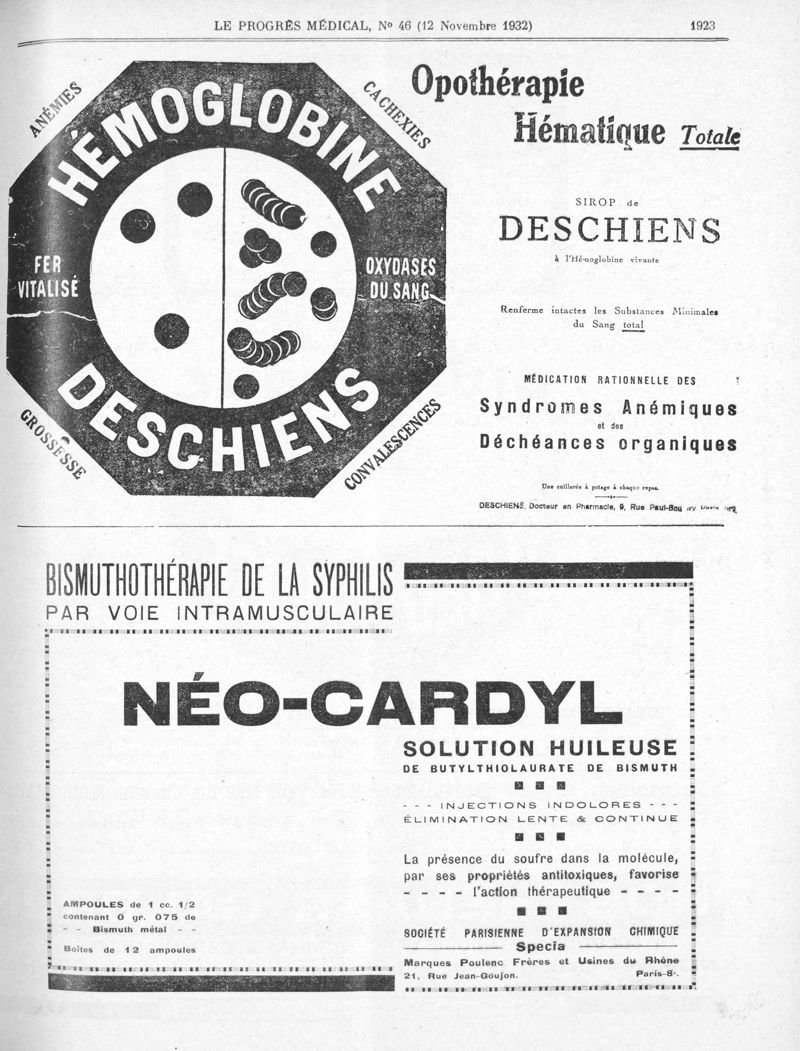 LE PROGRÈS MÉDICAL, No 46 (12 Novembre 1932) 1923
ANÉMIES
CACHEXIES
HÉMOGLOBINE
FER
VITALISÉ
OXYDASES
DU SANG
DESCHIENS
GROSSESSE
CONVALESCENCES
Opothérapie
Hématique Totale
SIROP de
DESCHIENS
à l'Hémoglobine vivante
Renferme intactes les Substances Minimales
du Sang total
MÉDICATION RATIONNELLE DES
Syndromes Anémiques
et des
Déchéances organiques
Une cuillerée à potage à chaque repas.
DESCHIENS, Docteur en Pharmacie, 9, Rue Paul-Bau
BISMUTHOTHÉRAPIE DE LA SYPHILIS
PAR VOIE INTRAMUSCULAIRE
NÉO-CARDYL
SOLUTION HUILEUSE
DE BUTYLTHIOLAURATE DE BISMUTH
- - - INJECTIONS INDOLORES - - -
ÉLIMINATION LENTE & CONTINUE
La présence du soufre dans la molécule,
par ses propriétés antitoxiques, favorise
- - - - l'action thérapeutique - - - -
AMPOULES de 1 cc. 1/2
contenant 0 gr. 075 de
- - Bismuth métal - -
Boites de 12 ampoules
SOCIÉTÉ PARISIENNE D'EXPANSION CHIMIQUE
Specia
Marques Poulenc Frères et Usines du Rhône
21, Rue Jean-Goujon. Paris-8e.